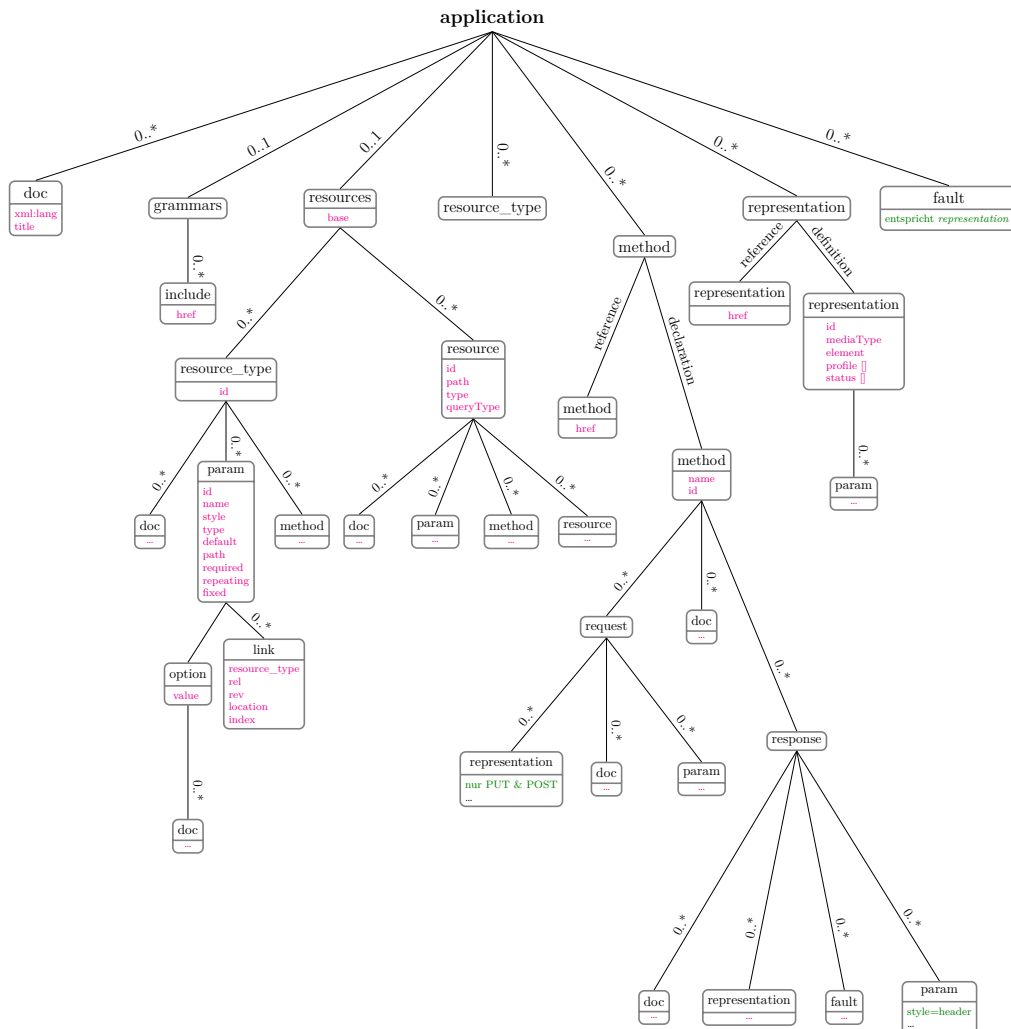 application
0..*
0..1
0..1
0..*
0..*
0..*
0..*
doc
xml:lang
title
grammars
resources
base
resource_type
method
representation
fault
entspricht representation
0..*
include
href
0..*
0..*
reference
declaration
reference
definition
representation
href
representation
id
mediaType
element
profile []
status []
resource_type
id
resource
id
path
type
queryType
method
href
method
name
id
0..*
param
...
0..*
0..*
0..*
doc
...
param
id
name
style
type
default
path
required
repeating
fixed
method
...
0..*
0..*
0..*
0..*
doc
...
param
...
method
...
resource
...
0..*
0..*
0..*
request
doc
...
response
0..*
option
value
link
resource_type
rel
rev
location
index
0..*
doc
...
0..*
0..*
0..*
representation
nur PUT & POST
...
doc
...
param
...
0..*
0..*
0..*
0..*
doc
...
representation
...
fault
...
param
style=header
...